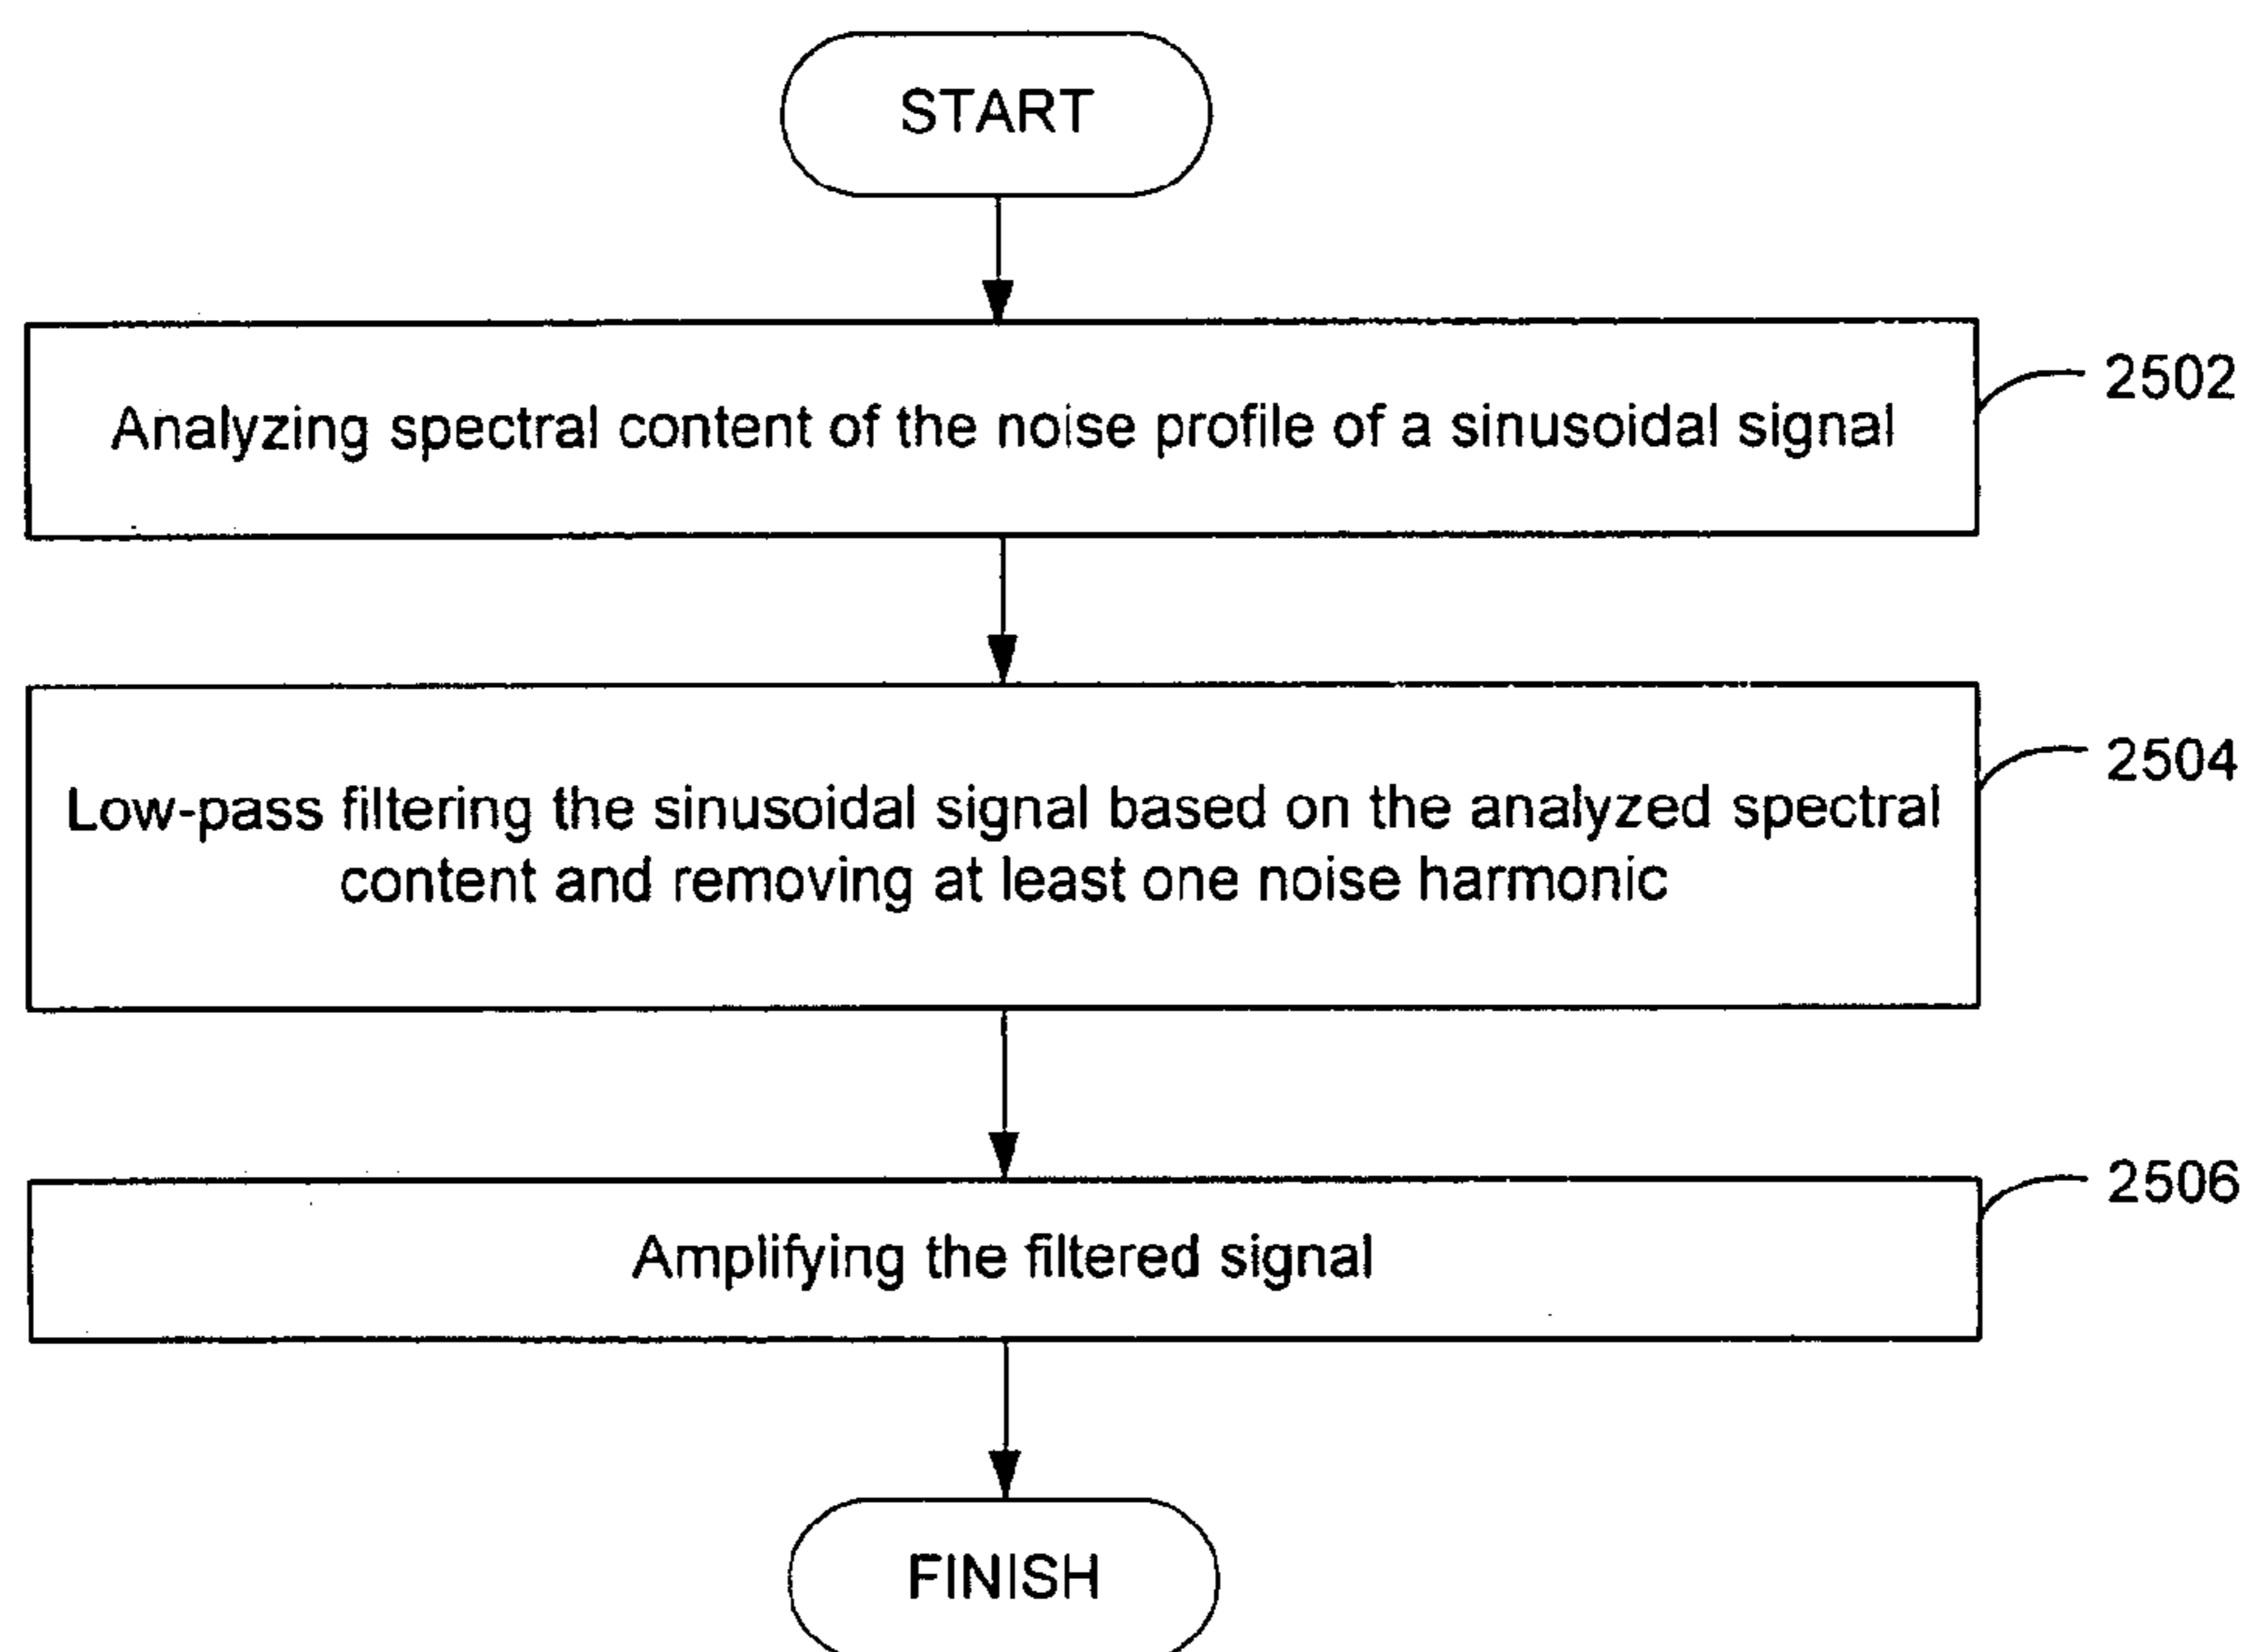 START
Analyzing spectral content of the noise profile of a sinusoidal signal
2502
Low-pass filtering the sinusoidal signal based on the analyzed spectral
content and removing at least one noise harmonic
2504
Amplifying the filtered signal
2506
FINISH